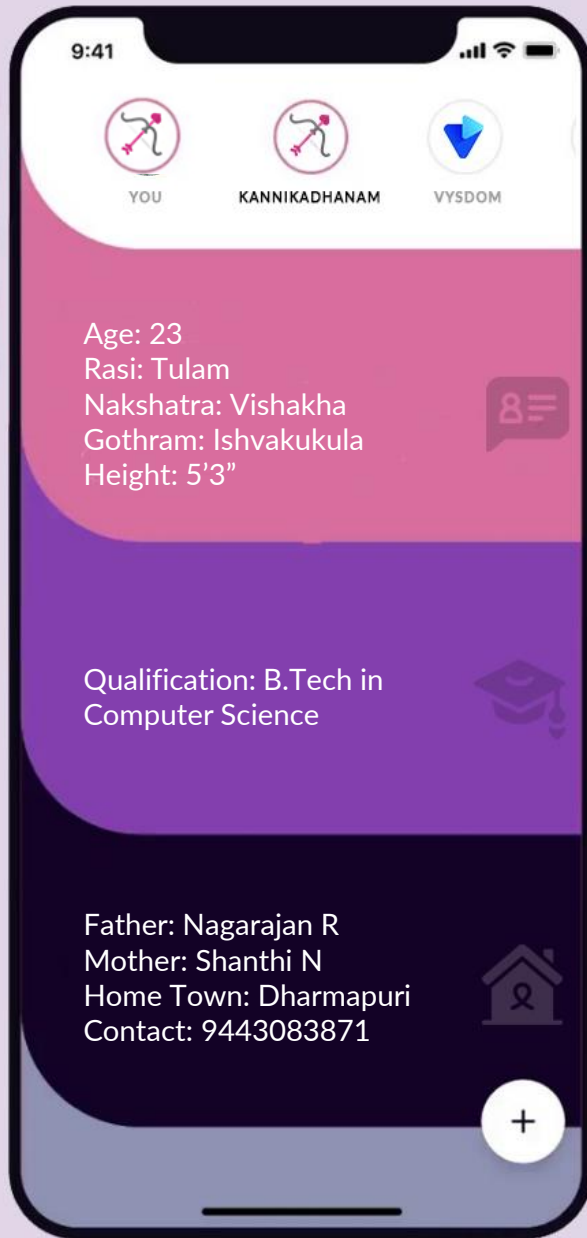 9:41
YOU
KANNIKADHANAM
VYSDOM
Age: 23
Rasi: Tulam
Nakshatra: Vishakha
Gothram: Ishvakukula
Height: 5’3”
Qualification: B.Tech in
Computer Science
Father: Nagarajan R
Mother: Shanthi N
Home Town: Dharmapuri
Contact: 9443083871